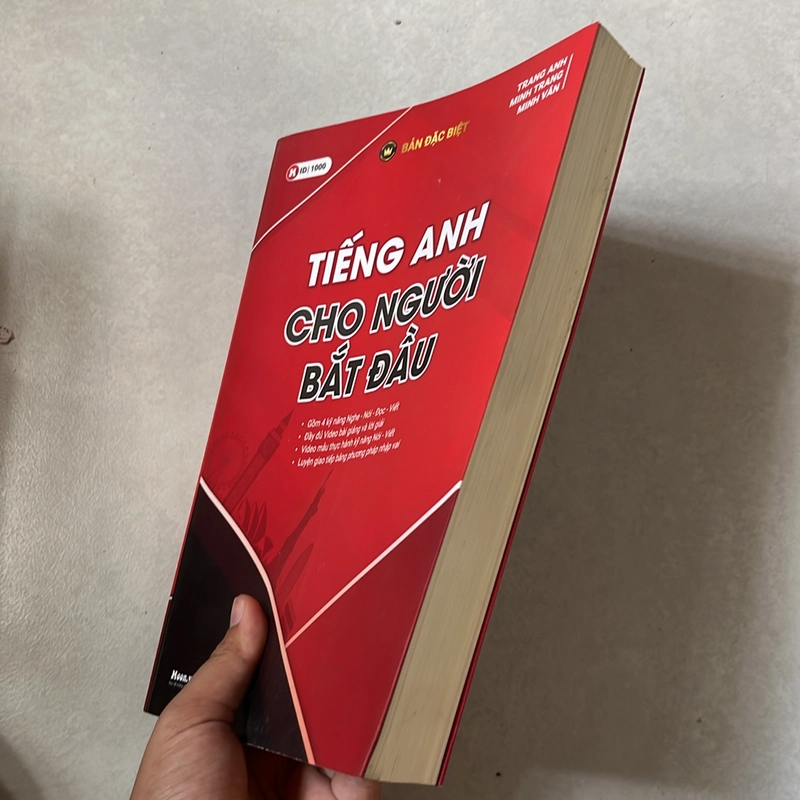 TRANG ANH
MINH TRANG
MINH VÂN
BẢN ĐẶC BIỆT
ID| 1000
TIẾNG ANH
CHO NGƯỜI
BẮT ĐẦU
• Gồm 4 kỹ năng Nghe - Nói - Đọc - Viết
• Đầy đủ Video bài giảng và lời giải
• Video mẫu thực hành kỹ năng Nói - Viết
• Luyện giao tiếp bằng phương pháp nhập vai